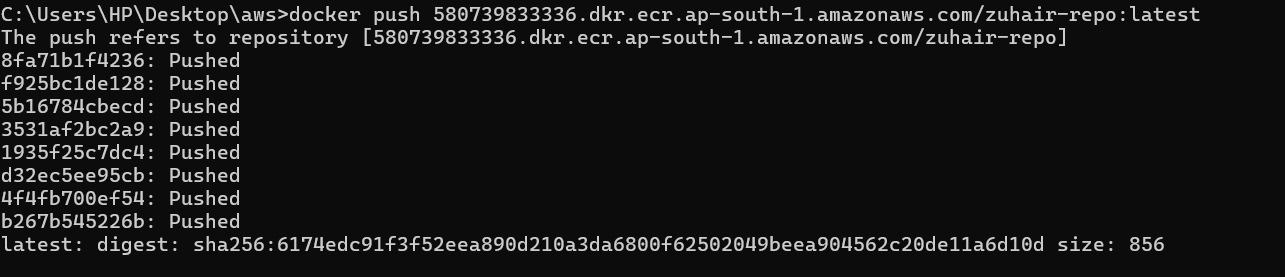 C:\Users\HP\Desktop\aws>docker push 580739833336.dkr.ecr.ap-south-1.amazonaws.com/zuhair-repo:latest
The push refers to repository [580739833336.dkr.ecr.ap-south-1.amazonaws.com/zuhair-repo]
8fa71b1f4236: Pushed
f925bc1de128: Pushed
5b16784cbecd: Pushed
3531af2bc2a9: Pushed
1935f25c7dc4: Pushed
d32ec5ee95cb: Pushed
4f4fb700ef54: Pushed
b267b545226b: Pushed
latest: digest: sha256:6174edc91f3f52eea890d210a3da6800f62502049beea904562c20de11a6d10d size: 856